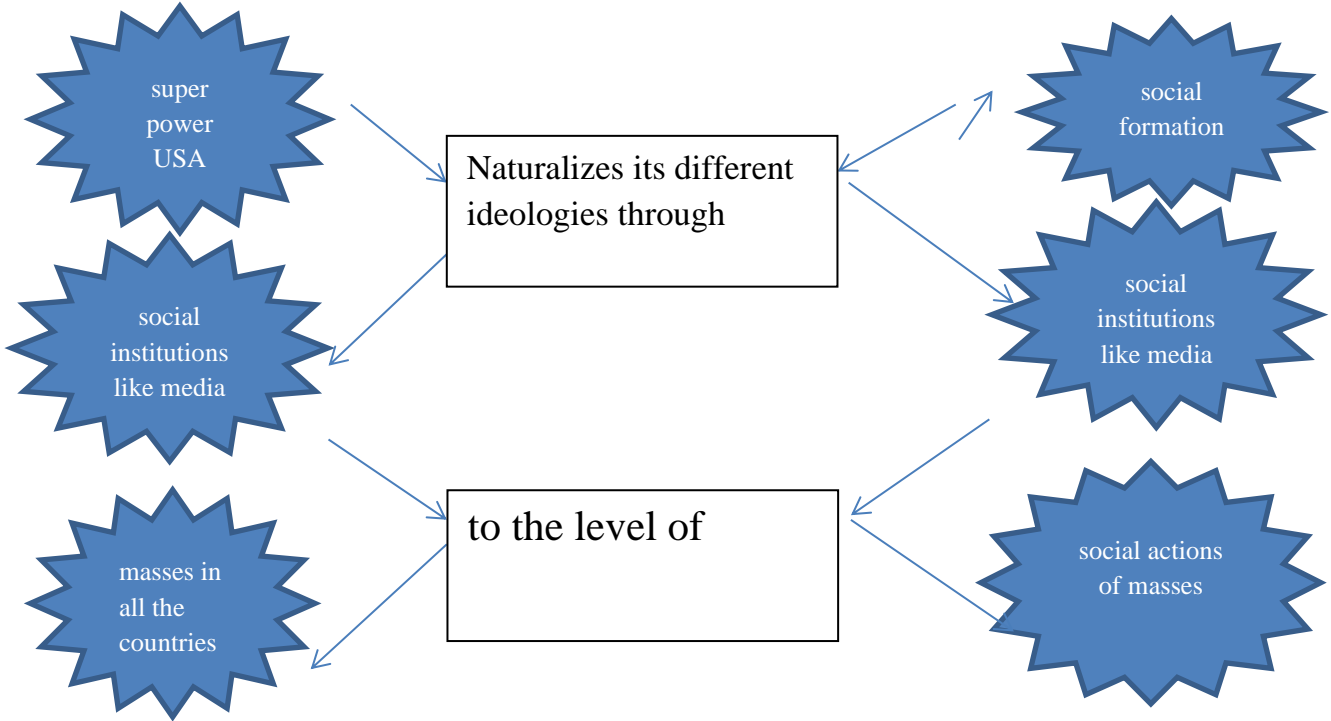 super
power
USA
Naturalizes its different
ideologies through
social
formation
social
institutions
like media
social
institutions
like media
to the level of
masses in
all the
countries
social actions
of masses